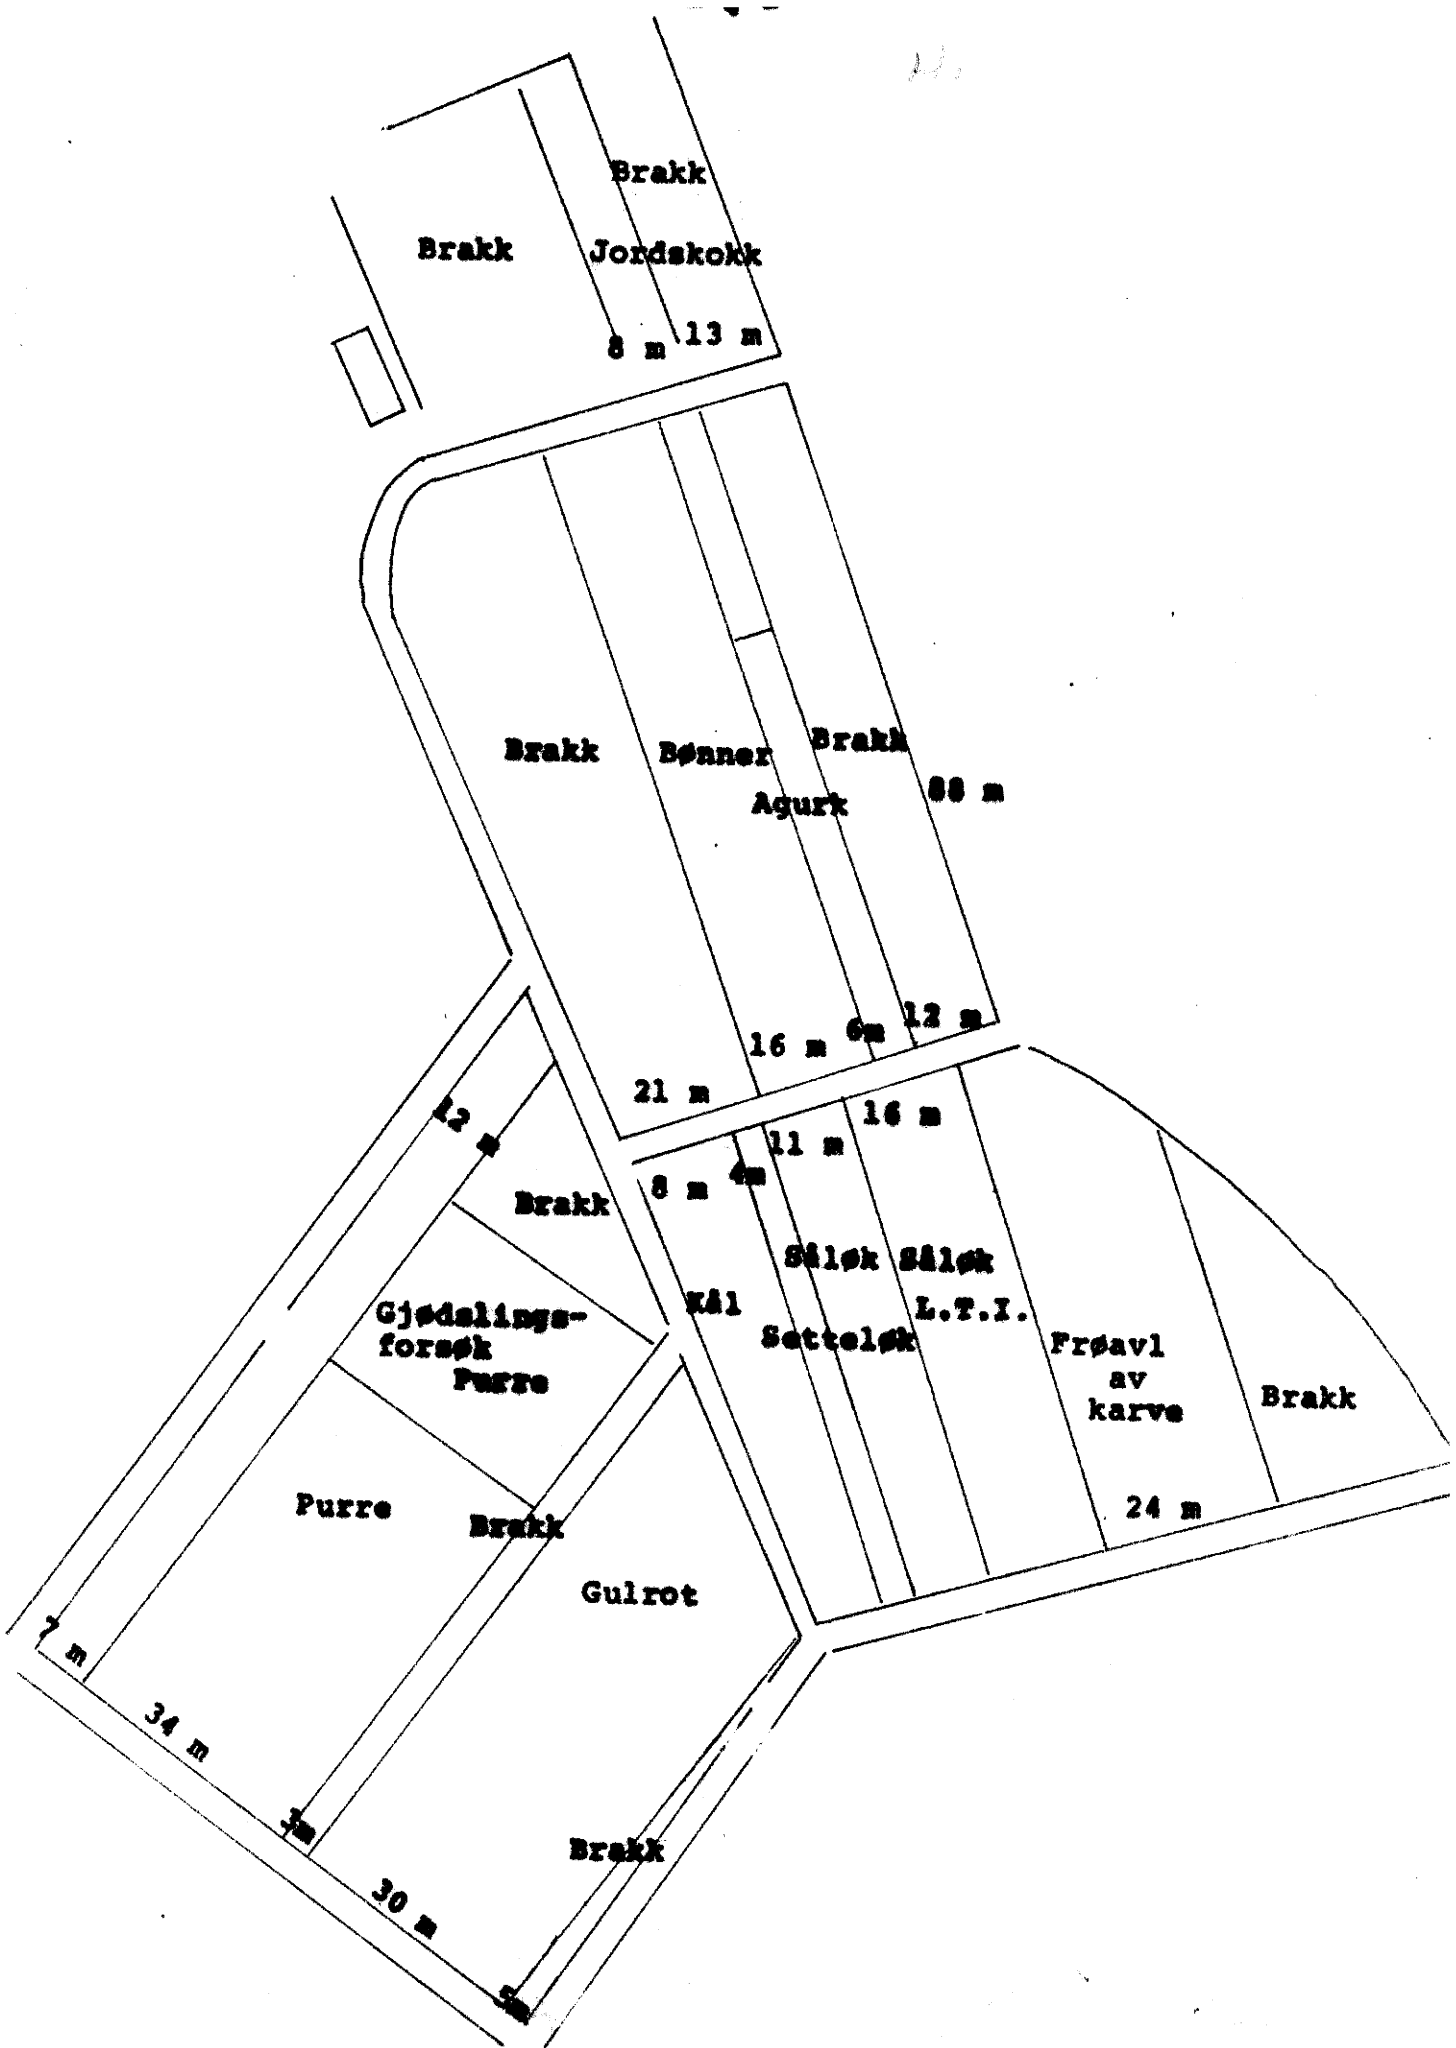 Brakk
Brakk
Jordskokk
8 m
13 m
Brakk
Bønner
Brakk
Agurk
88 m
21 m
16 m
6m
12 m
12 m
8 m
4m
11 m
16 m
Brakk
Kål
Såløk
Såløk
L.T.I.
Setteløk
Gjødslings-
forsøk
Purre
Frøavl
av
karve
Brakk
24 m
Purre
Brakk
Gulrot
7 m
34 m
3m
Brakk
30 m
5m